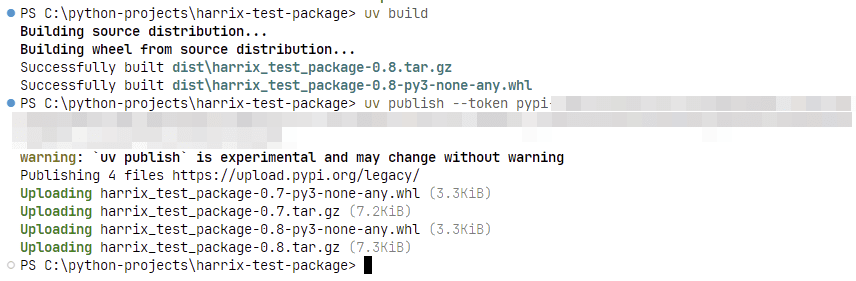 PS C:\python-projects\harrix-test-package> uv build
Building source distribution...
Building wheel from source distribution...
Successfully built dist\harrix_test_package-0.8.tar.gz
Successfully built dist\harrix_test_package-0.8-py3-none-any.whl
PS C:\python-projects\harrix-test-package> uv publish --token pypi-
warning: `uv publish` is experimental and may change without warning
Publishing 4 files https://upload.pypi.org/legacy/
Uploading harrix_test_package-0.7-py3-none-any.whl (3.3KiB)
Uploading harrix_test_package-0.7.tar.gz (7.2KiB)
Uploading harrix_test_package-0.8-py3-none-any.whl (3.3KiB)
Uploading harrix_test_package-0.8.tar.gz (7.3KiB)
PS C:\python-projects\harrix-test-package>